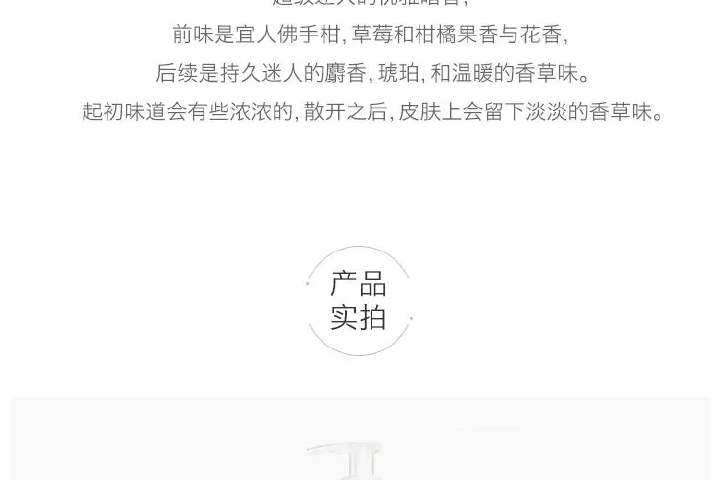 前味是宜人佛手柑, 草莓和柑橘果香与花香,
后续是持久迷人的麝香, 琥珀, 和温暖的香草味。
起初味道会有些浓浓的, 散开之后, 皮肤上会留下淡淡的香草味。
产品
实拍